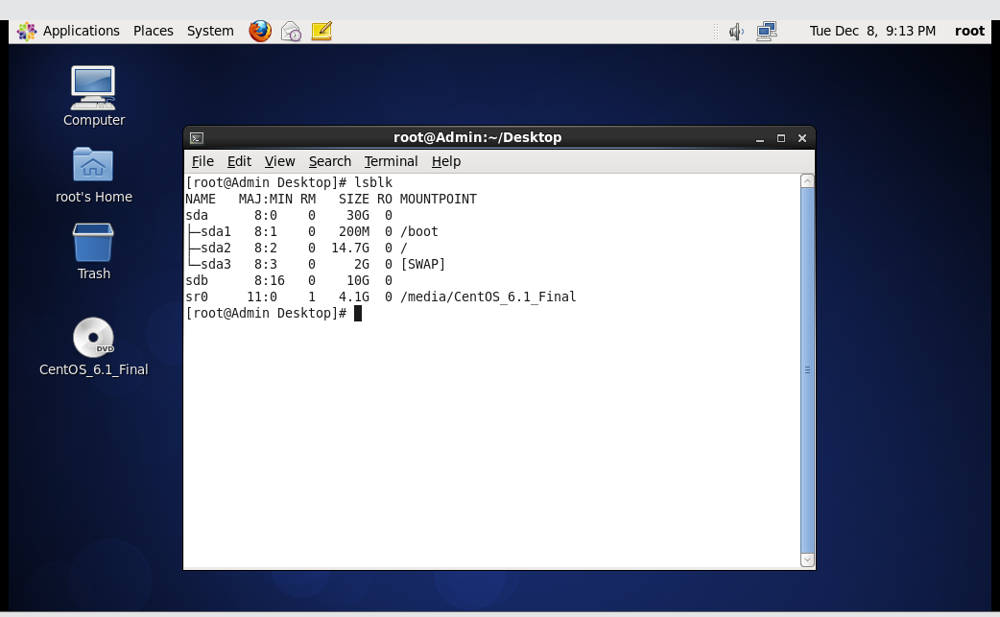 Applications Places System Tue Dec 8, 9:13 PM root
Computer
root's Home
Trash
DVD
CentOS_6.1_Final
root@Admin:~/Desktop
File Edit View Search Terminal Help
[root@Admin Desktop]# lsblk
NAME   MAJ:MIN RM   SIZE RO MOUNTPOINT
sda      8:0    0    30G  0
├─sda1   8:1    0   200M  0 /boot
├─sda2   8:2    0  14.7G  0 /
└─sda3   8:3    0     2G  0 [SWAP]
sdb      8:16   0    10G  0
sr0     11:0    1   4.1G  0 /media/CentOS_6.1_Final
[root@Admin Desktop]#